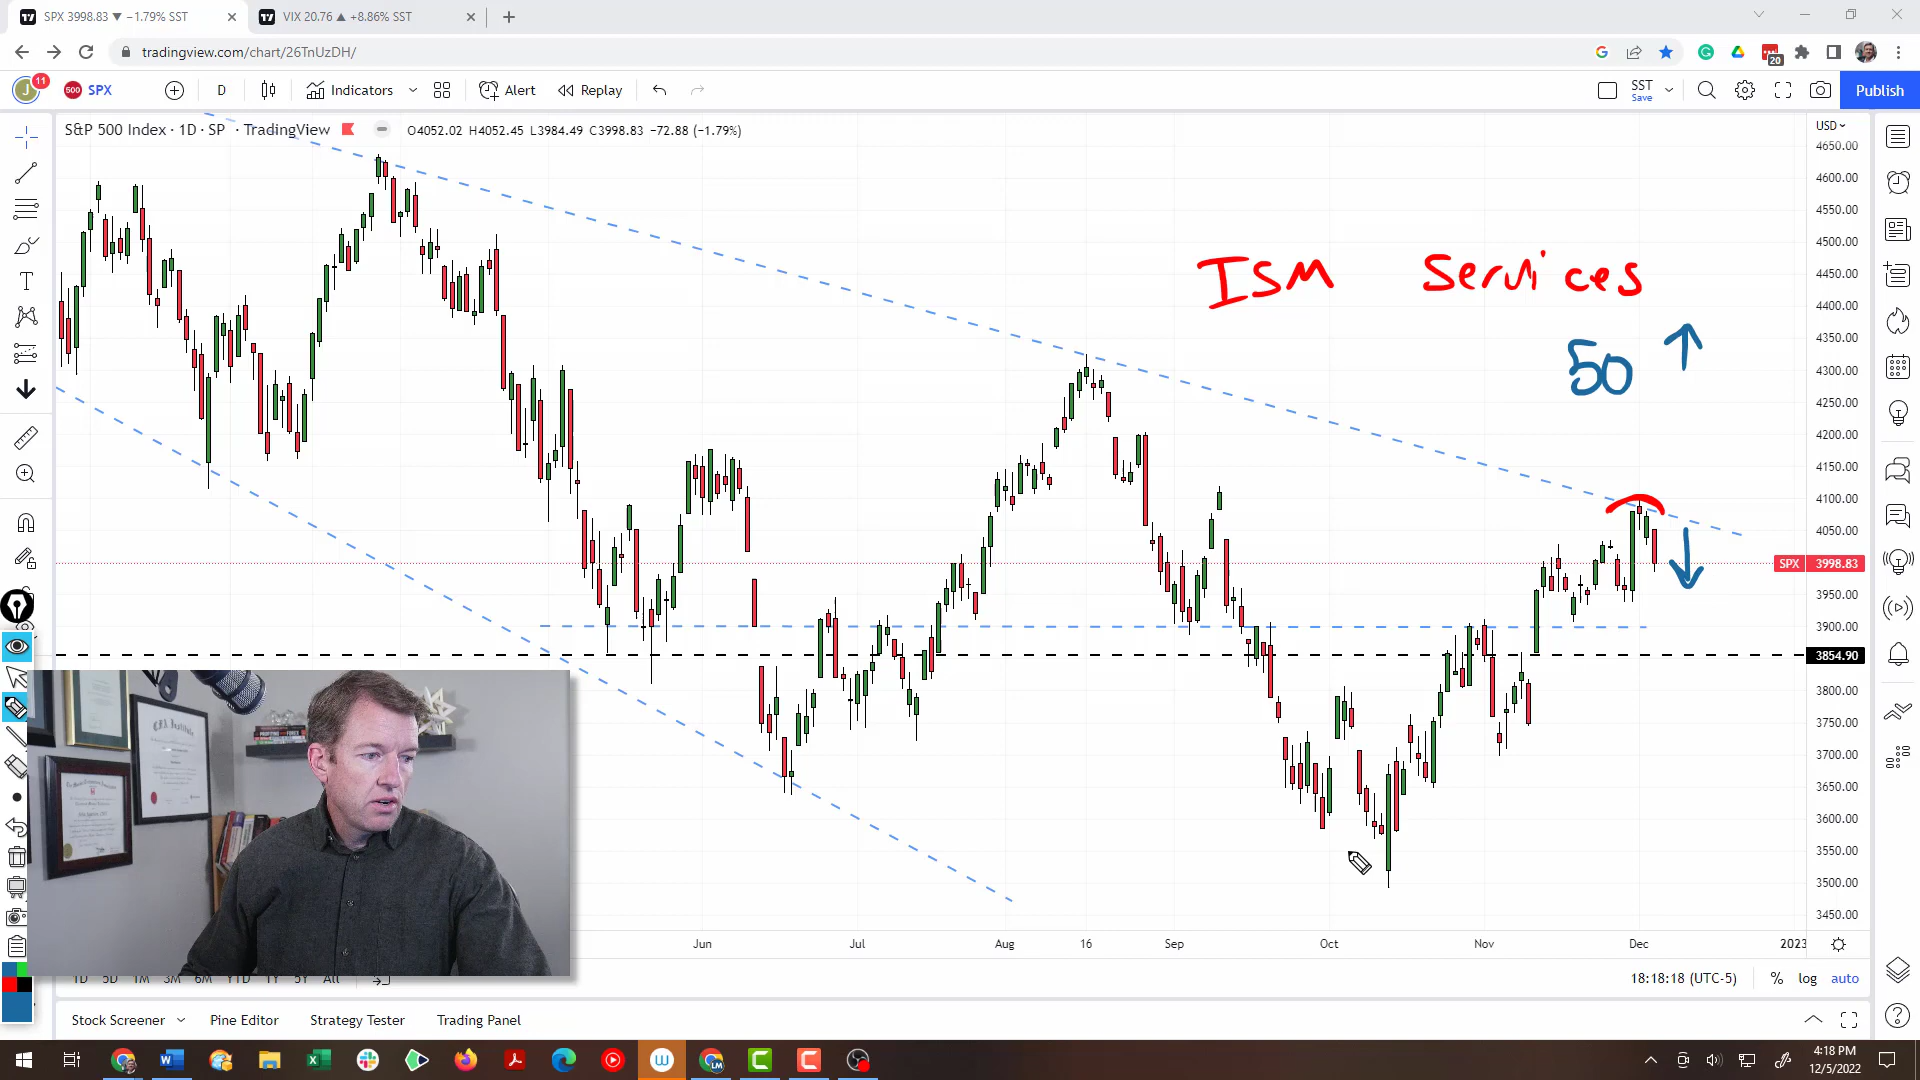 SPX 3998.83 ▼ −1.79% SST
VIX 20.76 ▲ +8.86% SST
tradingview.com/chart/26TnUzDH/
20
J
11
500
SPX
D
Indicators
Alert
Replay
SST
Save
Publish
S&P 500 Index · 1D · SP · TradingView
O4052.02 H4052.45 L3984.49 C3998.83 −72.88 (−1.79%)
USD
4650.00
4600.00
4550.00
4500.00
4450.00
4400.00
4350.00
4300.00
4250.00
4200.00
4150.00
4100.00
4050.00
SPX 3998.83
3950.00
3900.00
3854.90
3800.00
3750.00
3700.00
3650.00
3600.00
3550.00
3500.00
3450.00
ISM Services
50
Jun
Jul
Aug
16
Sep
Oct
Nov
Dec
2023
1D 5D 1M 3M 6M YTD 1Y 5Y All
18:18:18 (UTC-5)
%
log
auto
Stock Screener
Pine Editor
Strategy Tester
Trading Panel
4:18 PM
12/5/2022